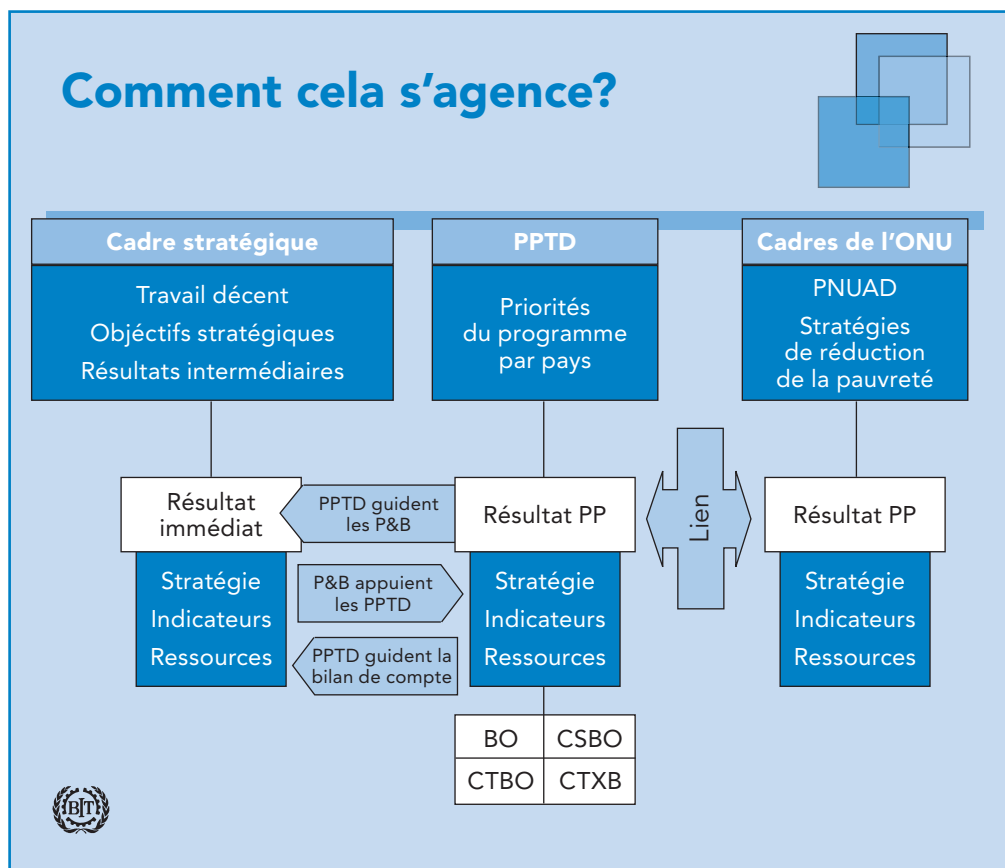 Comment cela s’agence?
Cadre stratégique
Travail décent
Objéctifs stratégiques
Résultats intermédiaires
PPTD
Priorités
du programme
par pays
Cadres de l’ONU
PNUAD
Stratégies
de réduction
de la pauvreté
Résultat
immédiat
PPTD guident
les P&B
Résultat PP
Lien
Résultat PP
Stratégie
Indicateurs
Ressources
P&B appuient
les PPTD
PPTD guident la
bilan de compte
Stratégie
Indicateurs
Ressources
Stratégie
Indicateurs
Ressources
BO
CSBO
CTBO
CTXB
BIT